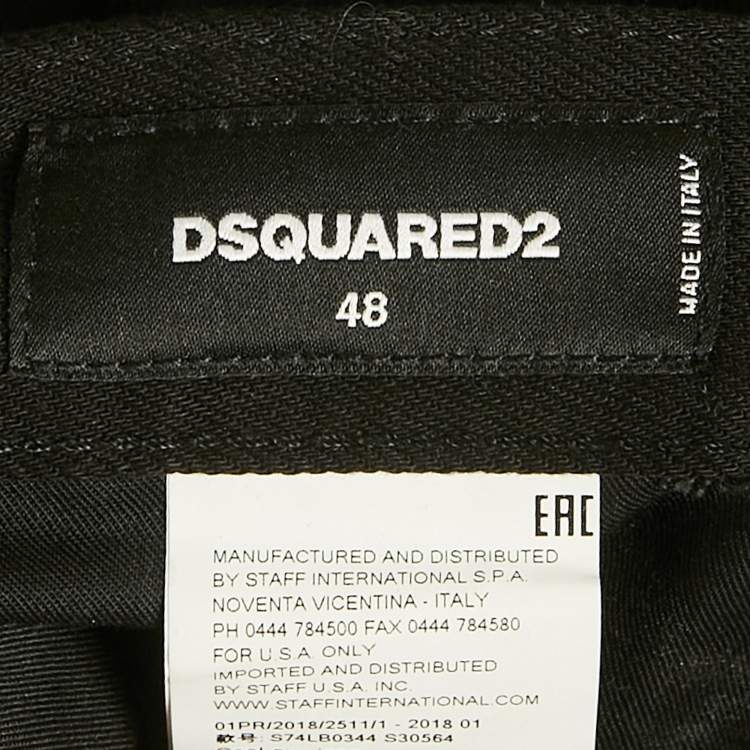 DSQUARED2
48
MADE IN ITALY
EAC
MANUFACTURED AND DISTRIBUTED
BY STAFF INTERNATIONAL S.P.A.
NOVENTA VICENTINA - ITALY
PH 0444 784500 FAX 0444 784580
FOR U.S.A. ONLY
IMPORTED AND DISTRIBUTED
BY STAFF U.S.A. INC.
WWW.STAFFINTERNATIONAL.COM
01PR/2018/2511/1 - 2018 01
款号: S74LB0344 S30564